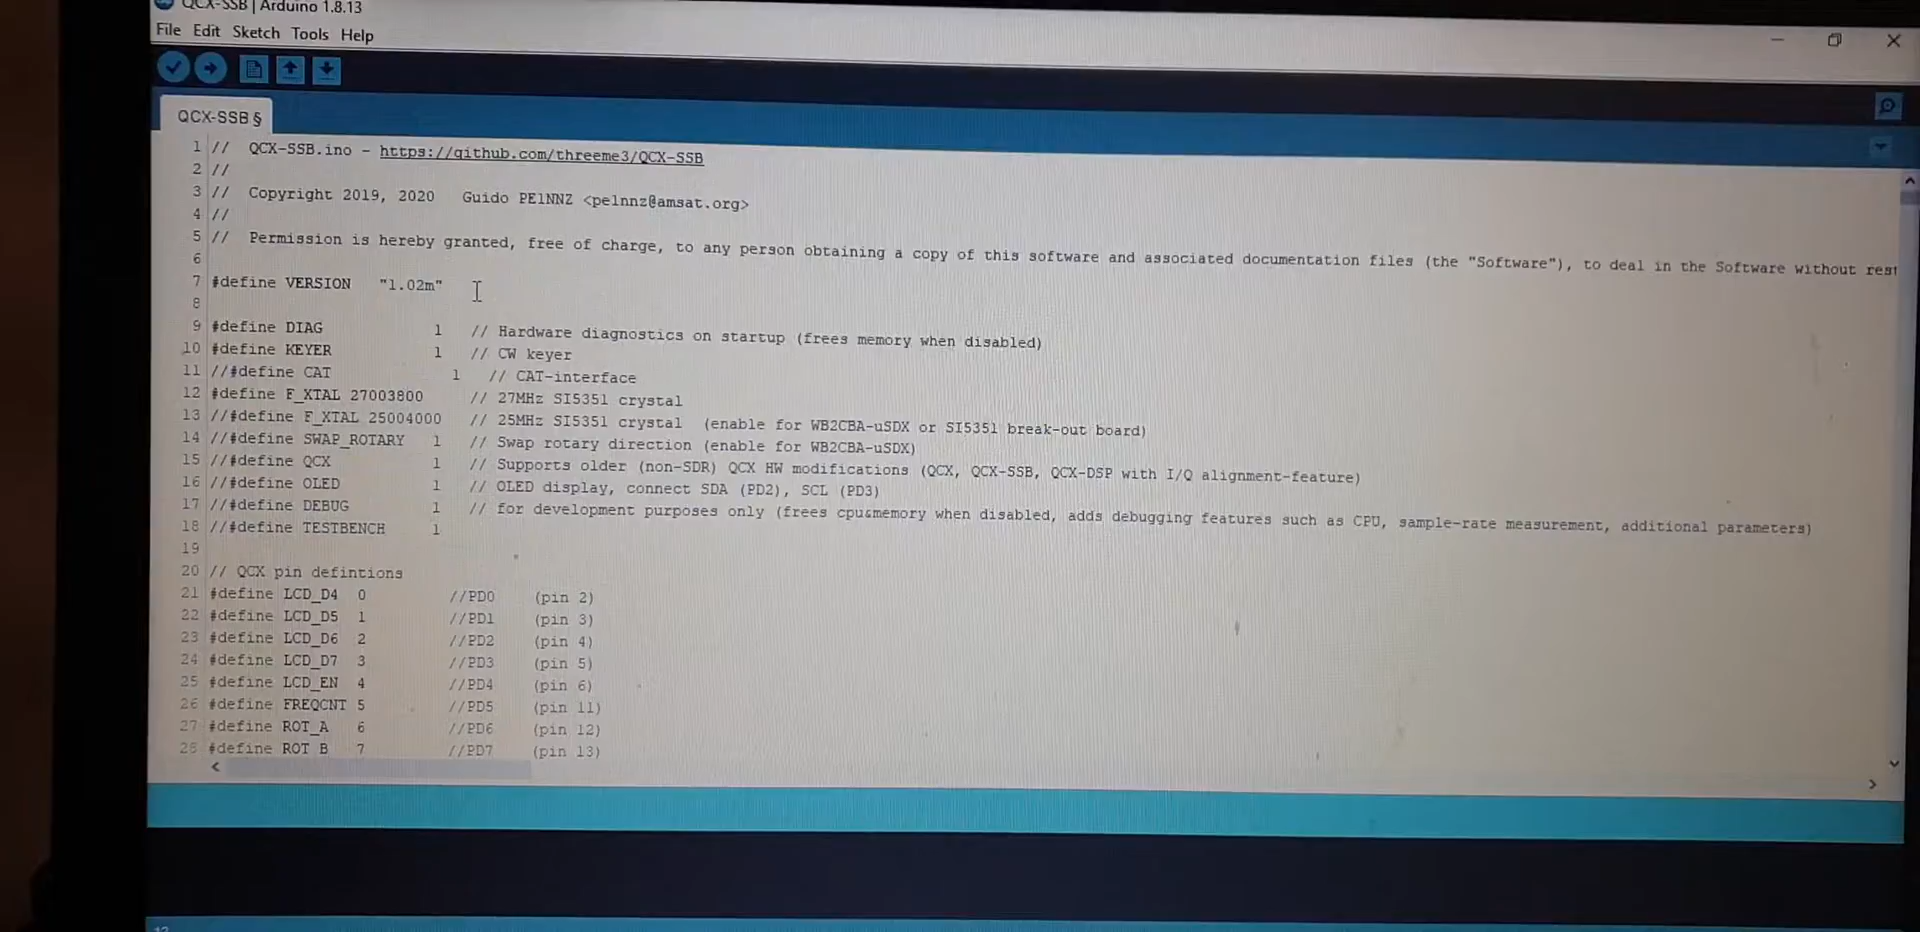 QCX-SSB | Arduino 1.8.13
File Edit Sketch Tools Help
QCX-SSB §
1 // QCX-SSB.ino - https://github.com/threeme3/QCX-SSB
2 //
3 // Copyright 2019, 2020 Guido PE1NNZ <pe1nnz@amsat.org>
4 //
5 // Permission is hereby granted, free of charge, to any person obtaining a copy of this software and associated documentation files (the "Software"), to deal in the Software without rest
6
7 #define VERSION "1.02m"
8
9 #define DIAG 1 // Hardware diagnostics on startup (frees memory when disabled)
10 #define KEYER 1 // CW keyer
11 //#define CAT 1 // CAT-interface
12 #define F_XTAL 27003800 // 27MHz SI5351 crystal
13 //#define F_XTAL 25004000 // 25MHz SI5351 crystal (enable for WB2CBA-uSDX or SI5351 break-out board)
14 //#define SWAP_ROTARY 1 // Swap rotary direction (enable for WB2CBA-uSDX)
15 //#define QCX 1 // Supports older (non-SDR) QCX HW modifications (QCX, QCX-SSB, QCX-DSP with I/Q alignment-feature)
16 //#define OLED 1 // OLED display, connect SDA (PD2), SCL (PD3)
17 //#define DEBUG 1 // for development purposes only (frees cpu&memory when disabled, adds debugging features such as CPU, sample-rate measurement, additional parameters)
18 //#define TESTBENCH 1
19
20 // QCX pin defintions
21 #define LCD_D4 0 //PD0 (pin 2)
22 #define LCD_D5 1 //PD1 (pin 3)
23 #define LCD_D6 2 //PD2 (pin 4)
24 #define LCD_D7 3 //PD3 (pin 5)
25 #define LCD_EN 4 //PD4 (pin 6)
26 #define FREQCNT 5 //PD5 (pin 11)
27 #define ROT_A 6 //PD6 (pin 12)
28 #define ROT_B 7 //PD7 (pin 13)